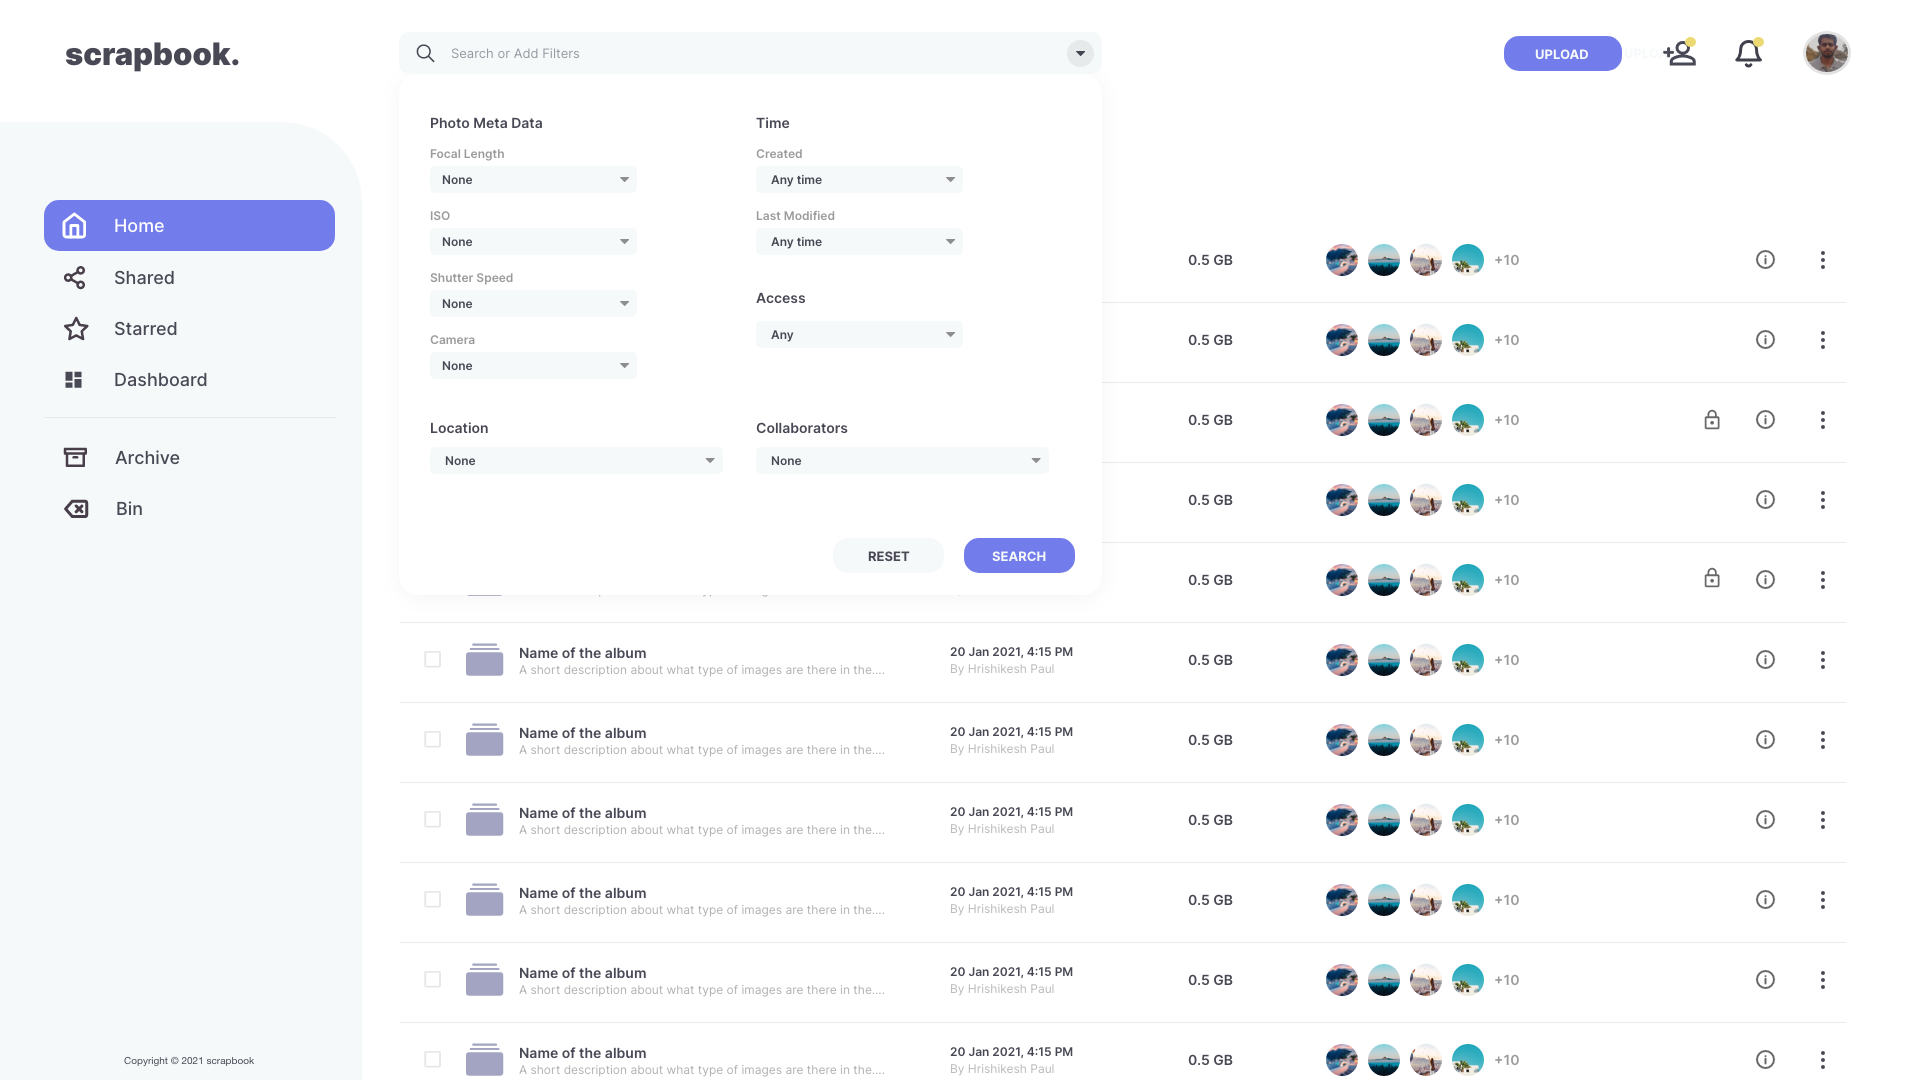 scrapbook.
Search or Add Filters
UPLOAD
Home
Shared
Starred
Dashboard
Archive
Bin
Copyright © 2021 scrapbook
Photo Meta Data
Focal Length
None
ISO
None
Shutter Speed
None
Camera
None
Time
Created
Any time
Last Modified
Any time
Access
Any
Location
None
Collaborators
None
RESET
SEARCH
0.5 GB +10
0.5 GB +10
0.5 GB +10
0.5 GB +10
0.5 GB +10
Name of the album 20 Jan 2021, 4:15 PM 0.5 GB +10
A short description about what type of images are there in the.... By Hrishikesh Paul
Name of the album 20 Jan 2021, 4:15 PM 0.5 GB +10
A short description about what type of images are there in the.... By Hrishikesh Paul
Name of the album 20 Jan 2021, 4:15 PM 0.5 GB +10
A short description about what type of images are there in the.... By Hrishikesh Paul
Name of the album 20 Jan 2021, 4:15 PM 0.5 GB +10
A short description about what type of images are there in the.... By Hrishikesh Paul
Name of the album 20 Jan 2021, 4:15 PM 0.5 GB +10
A short description about what type of images are there in the.... By Hrishikesh Paul
Name of the album 20 Jan 2021, 4:15 PM 0.5 GB +10
A short description about what type of images are there in the.... By Hrishikesh Paul